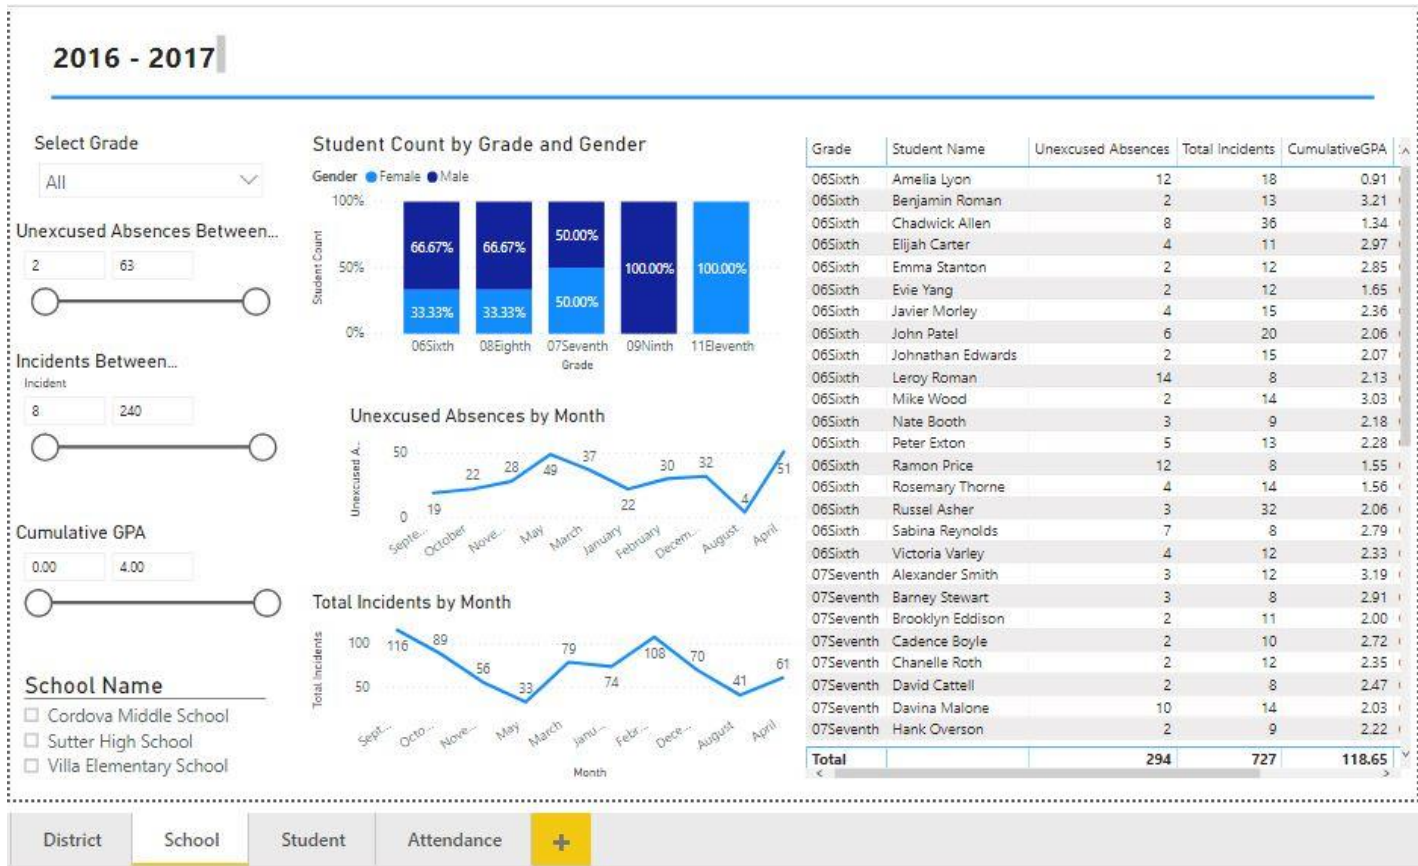 2016 - 2017
Select Grade
All
Unexcused Absences Between...
2 63
Incidents Between...
Incident
8 240
Cumulative GPA
0.00 4.00
School Name
Cordova Middle School
Sutter High School
Villa Elementary School
Student Count by Grade and Gender
Gender Female Male
Student Count
100%
50%
0%
66.67% 66.67% 50.00% 100.00% 100.00%
33.33% 33.33% 50.00%
06Sixth 08Eighth 07Seventh 09Ninth 11Eleventh
Grade
Unexcused Absences by Month
Unexcused A..
50
0
19 22 28 49 37 22 30 32 4 51
Septe... October Nove... May March January February Decem... August April
Total Incidents by Month
Total Incidents
100
50
116 89 56 33 79 74 108 70 41 61
Sept... Octo... Nove... May March Janu... Febr... Dece... August April
Month
Grade Student Name Unexcused Absences Total Incidents CumulativeGPA
06Sixth Amelia Lyon 12 18 0.91
06Sixth Benjamin Roman 2 13 3.21
06Sixth Chadwick Allen 8 36 1.34
06Sixth Elijah Carter 4 11 2.97
06Sixth Emma Stanton 2 12 2.85
06Sixth Evie Yang 2 12 1.65
06Sixth Javier Morley 4 15 2.36
06Sixth John Patel 6 20 2.06
06Sixth Johnathan Edwards 2 15 2.07
06Sixth Leroy Roman 14 8 2.13
06Sixth Mike Wood 2 14 3.03
06Sixth Nate Booth 3 9 2.18
06Sixth Peter Exton 5 13 2.28
06Sixth Ramon Price 12 8 1.55
06Sixth Rosemary Thorne 4 14 1.56
06Sixth Russel Asher 3 32 2.06
06Sixth Sabina Reynolds 7 8 2.79
06Sixth Victoria Varley 4 12 2.33
07Seventh Alexander Smith 3 12 3.19
07Seventh Barney Stewart 3 8 2.91
07Seventh Brooklyn Eddison 2 11 2.00
07Seventh Cadence Boyle 2 10 2.72
07Seventh Chanelle Roth 2 12 2.35
07Seventh David Cattell 2 8 2.47
07Seventh Davina Malone 10 14 2.03
07Seventh Hank Overson 2 9 2.22
Total 294 727 118.65
District School Student Attendance +